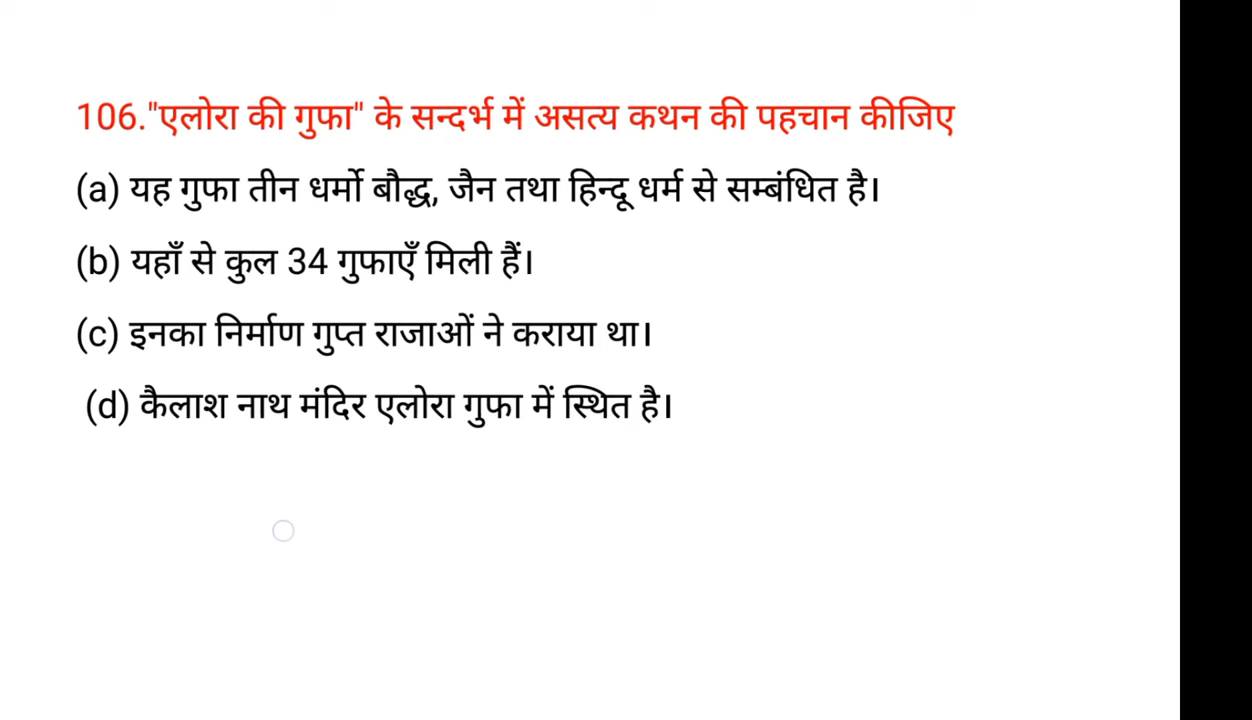 106."एलोरा की गुफा" के सन्दर्भ में असत्य कथन की पहचान कीजिए
(a) यह गुफा तीन धर्मो बौद्ध, जैन तथा हिन्दू धर्म से सम्बंधित है।
(b) यहाँ से कुल 34 गुफाएँ मिली हैं।
(c) इनका निर्माण गुप्त राजाओं ने कराया था।
(d) कैलाश नाथ मंदिर एलोरा गुफा में स्थित है।